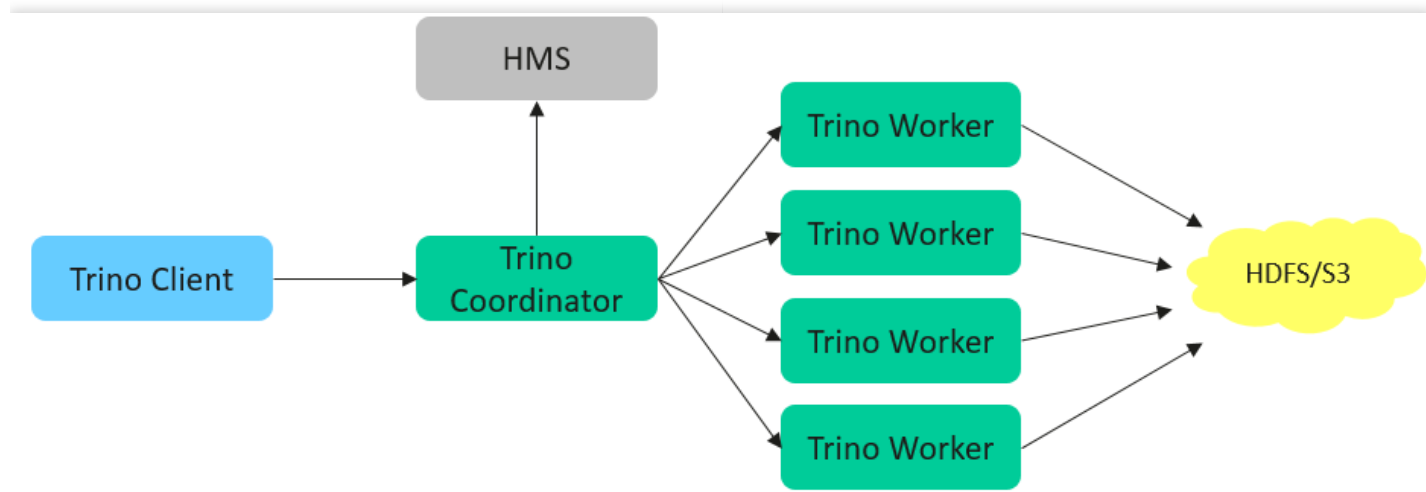 HMS
Trino Client
Trino
Coordinator
Trino Worker
Trino Worker
Trino Worker
Trino Worker
HDFS/S3